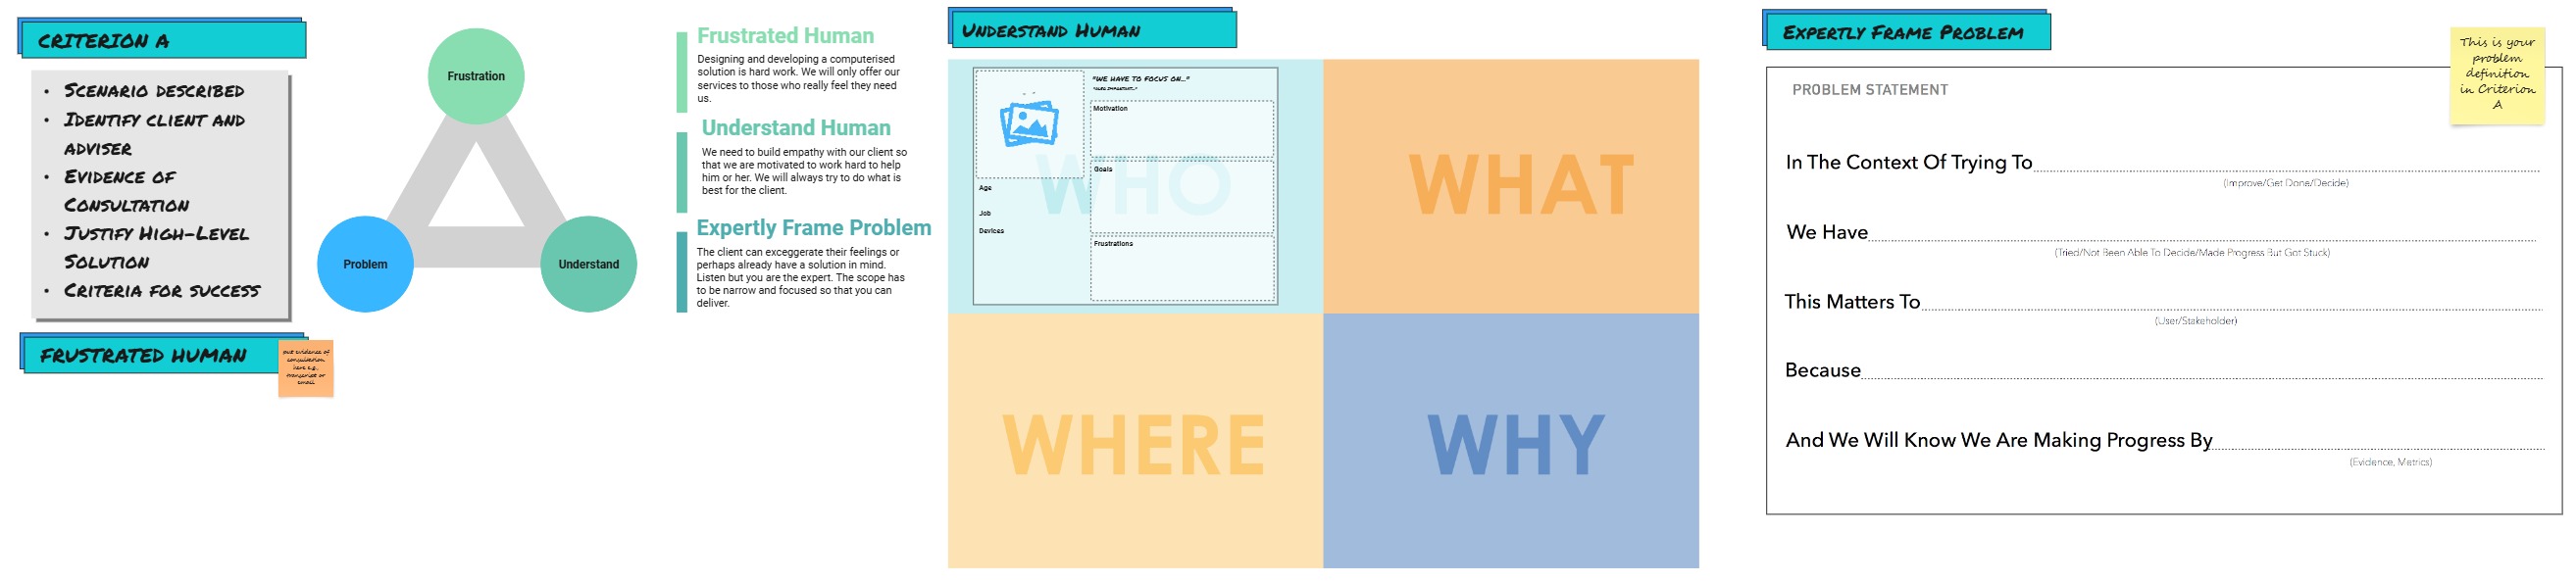 CRITERION A
• SCENARIO DESCRIBED
• IDENTIFY CLIENT AND
ADVISER
• EVIDENCE OF
CONSULTATION
• JUSTIFY HIGH-LEVEL
SOLUTION
• CRITERIA FOR SUCCESS
FRUSTRATED HUMAN
put evidence of
consultation
here e.g.,
transcript or
email
Frustration
Problem
Understand
Frustrated Human
Designing and developing a computerised
solution is hard work. We will only offer our
services to those who really feel they need
us.
Understand Human
We need to build empathy with our client so
that we are motivated to work hard to help
him or her. We will always try to do what is
best for the client.
Expertly Frame Problem
The client can exeggerate their feelings or
perhaps already have a solution in mind.
Listen but you are the expert. The scope has
to be narrow and focused so that you can
deliver.
UNDERSTAND HUMAN
WHO
"WE HAVE TO FOCUS ON..."
Motivation
Goals
Frustrations
Age
Job
Devices
WHAT
WHERE
WHY
EXPERTLY FRAME PROBLEM
This is your
problem
definition
in Criterion
A
PROBLEM STATEMENT
In The Context Of Trying To
(Improve/Get Done/Decide)
We Have
(Tried/Not Been Able To Decide/Made Progress But Got Stuck)
This Matters To
(User/Stakeholder)
Because
And We Will Know We Are Making Progress By
(Evidence, Metrics)